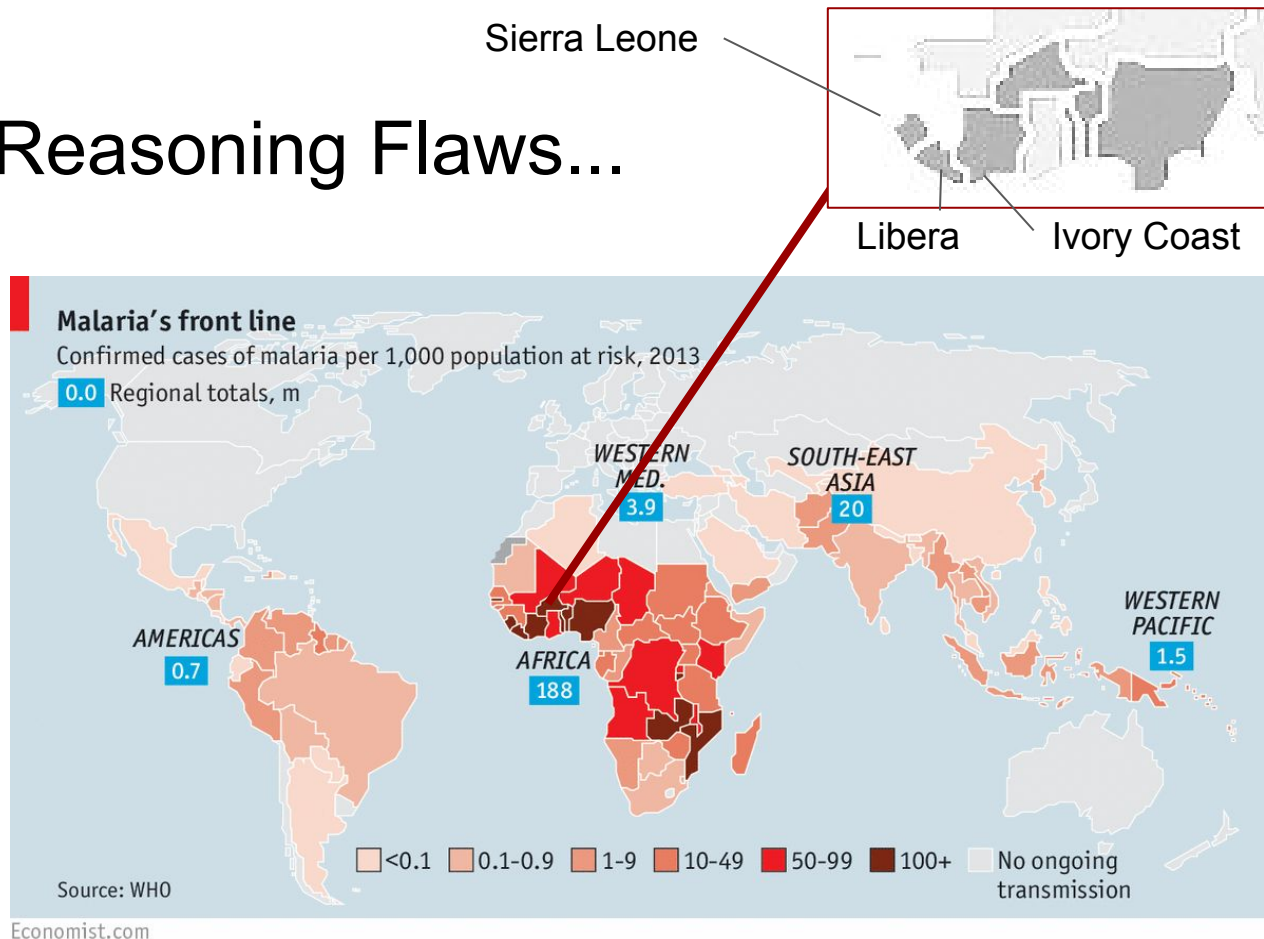 Sierra Leone
Reasoning Flaws...
Libera
Ivory Coast
Malaria's front line
Confirmed cases of malaria per 1,000 population at risk, 2013
0.0 Regional totals, m
WESTERN
MED.
3.9
SOUTH-EAST
ASIA
20
AMERICAS
0.7
AFRICA
188
WESTERN
PACIFIC
1.5
<0.1 0.1-0.9 1-9 10-49 50-99 100+ No ongoing
transmission
Source: WHO
Economist.com